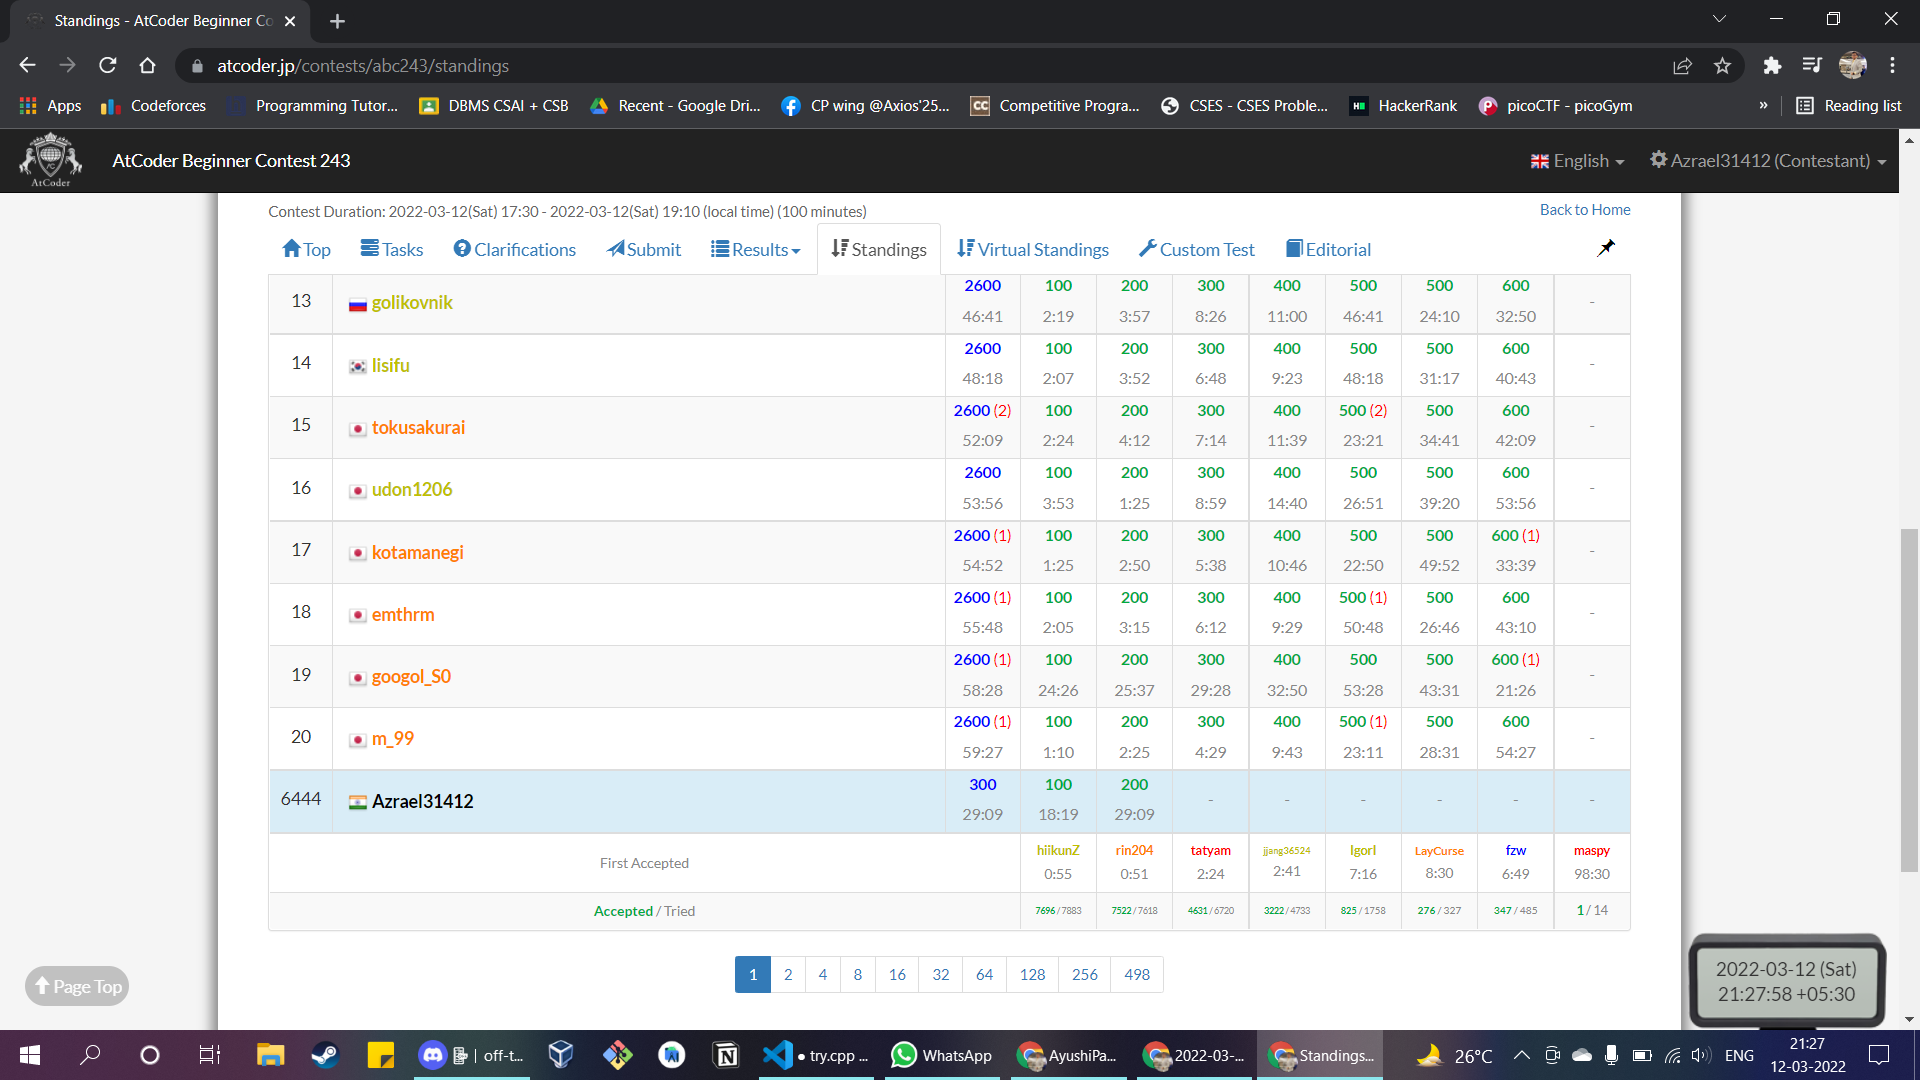 Standings - AtCoder Beginner Co
atcoder.jp/contests/abc243/standings
Apps Codeforces Programming Tutor... DBMS CSAI + CSB Recent - Google Dri... CP wing @Axios'25... CC Competitive Progra... CSES - CSES Proble... HackerRank picoCTF - picoGym » Reading list
AtCoder AtCoder Beginner Contest 243 English Azrael31412 (Contestant)
Contest Duration: 2022-03-12(Sat) 17:30 - 2022-03-12(Sat) 19:10 (local time) (100 minutes) Back to Home
Top Tasks Clarifications Submit Results Standings Virtual Standings Custom Test Editorial
13 golikovnik 2600 100 200 300 400 500 500 600 -
46:41 2:19 3:57 8:26 11:00 46:41 24:10 32:50
14 lisifu 2600 100 200 300 400 500 500 600 -
48:18 2:07 3:52 6:48 9:23 48:18 31:17 40:43
15 tokusakurai 2600 (2) 100 200 300 400 500 (2) 500 600 -
52:09 2:24 4:12 7:14 11:39 23:21 34:41 42:09
16 udon1206 2600 100 200 300 400 500 500 600 -
53:56 3:53 1:25 8:59 14:40 26:51 39:20 53:56
17 kotamanegi 2600 (1) 100 200 300 400 500 500 600 (1) -
54:52 1:25 2:50 5:38 10:46 22:50 49:52 33:39
18 emthrm 2600 (1) 100 200 300 400 500 (1) 500 600 -
55:48 2:05 3:15 6:12 9:29 50:48 26:46 43:10
19 googol_S0 2600 (1) 100 200 300 400 500 500 600 (1) -
58:28 24:26 25:37 29:28 32:50 53:28 43:31 21:26
20 m_99 2600 (1) 100 200 300 400 500 (1) 500 600 -
59:27 1:10 2:25 4:29 9:43 23:11 28:31 54:27
6444 Azrael31412 300 100 200 - - - - - -
29:09 18:19 29:09
First Accepted hiikunZ rin204 tatyam jjang36524 lgorl LayCurse fzw maspy
0:55 0:51 2:24 2:41 7:16 8:30 6:49 98:30
Accepted / Tried 7696 / 7883 7522 / 7618 4631 / 6720 3222 / 4733 825 / 1758 276 / 327 347 / 485 1 / 14
1 2 4 8 16 32 64 128 256 498
Page Top
2022-03-12 (Sat)
21:27:58 +05:30
| off-t... try.cpp ... WhatsApp AyushiPa... 2022-03-... Standings... 26°C ENG 21:27
12-03-2022